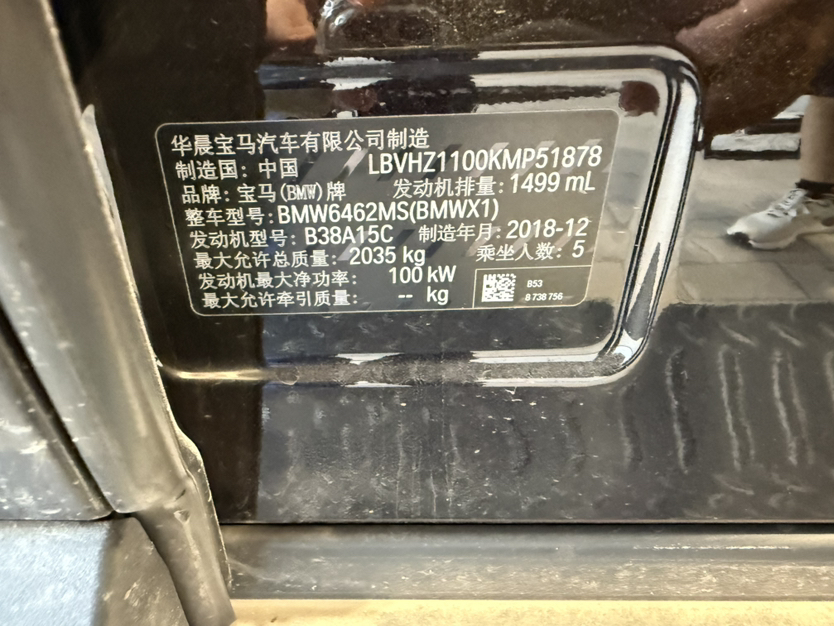 华晨宝马汽车有限公司制造
制造国：中国 LBVHZ1100KMP51878
品牌：宝马(BMW)牌 发动机排量：1499 mL
整车型号：BMW6462MS(BMWX1)
发动机型号：B38A15C 制造年月：2018-12
最大允许总质量：2035 kg 乘坐人数：5
发动机最大净功率：100 kW
最大允许牵引质量：-- kg
B53
8 738 756